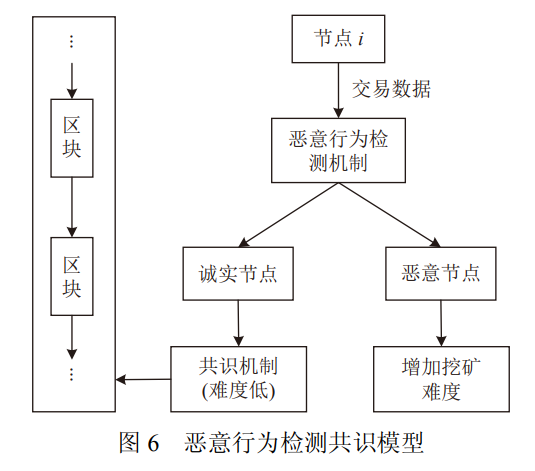 ⋮
区
块
区
块
⋮
节点 i
交易数据
恶意行为检
测机制
诚实节点
恶意节点
共识机制
(难度低)
增加挖矿
难度
图 6 恶意行为检测共识模型